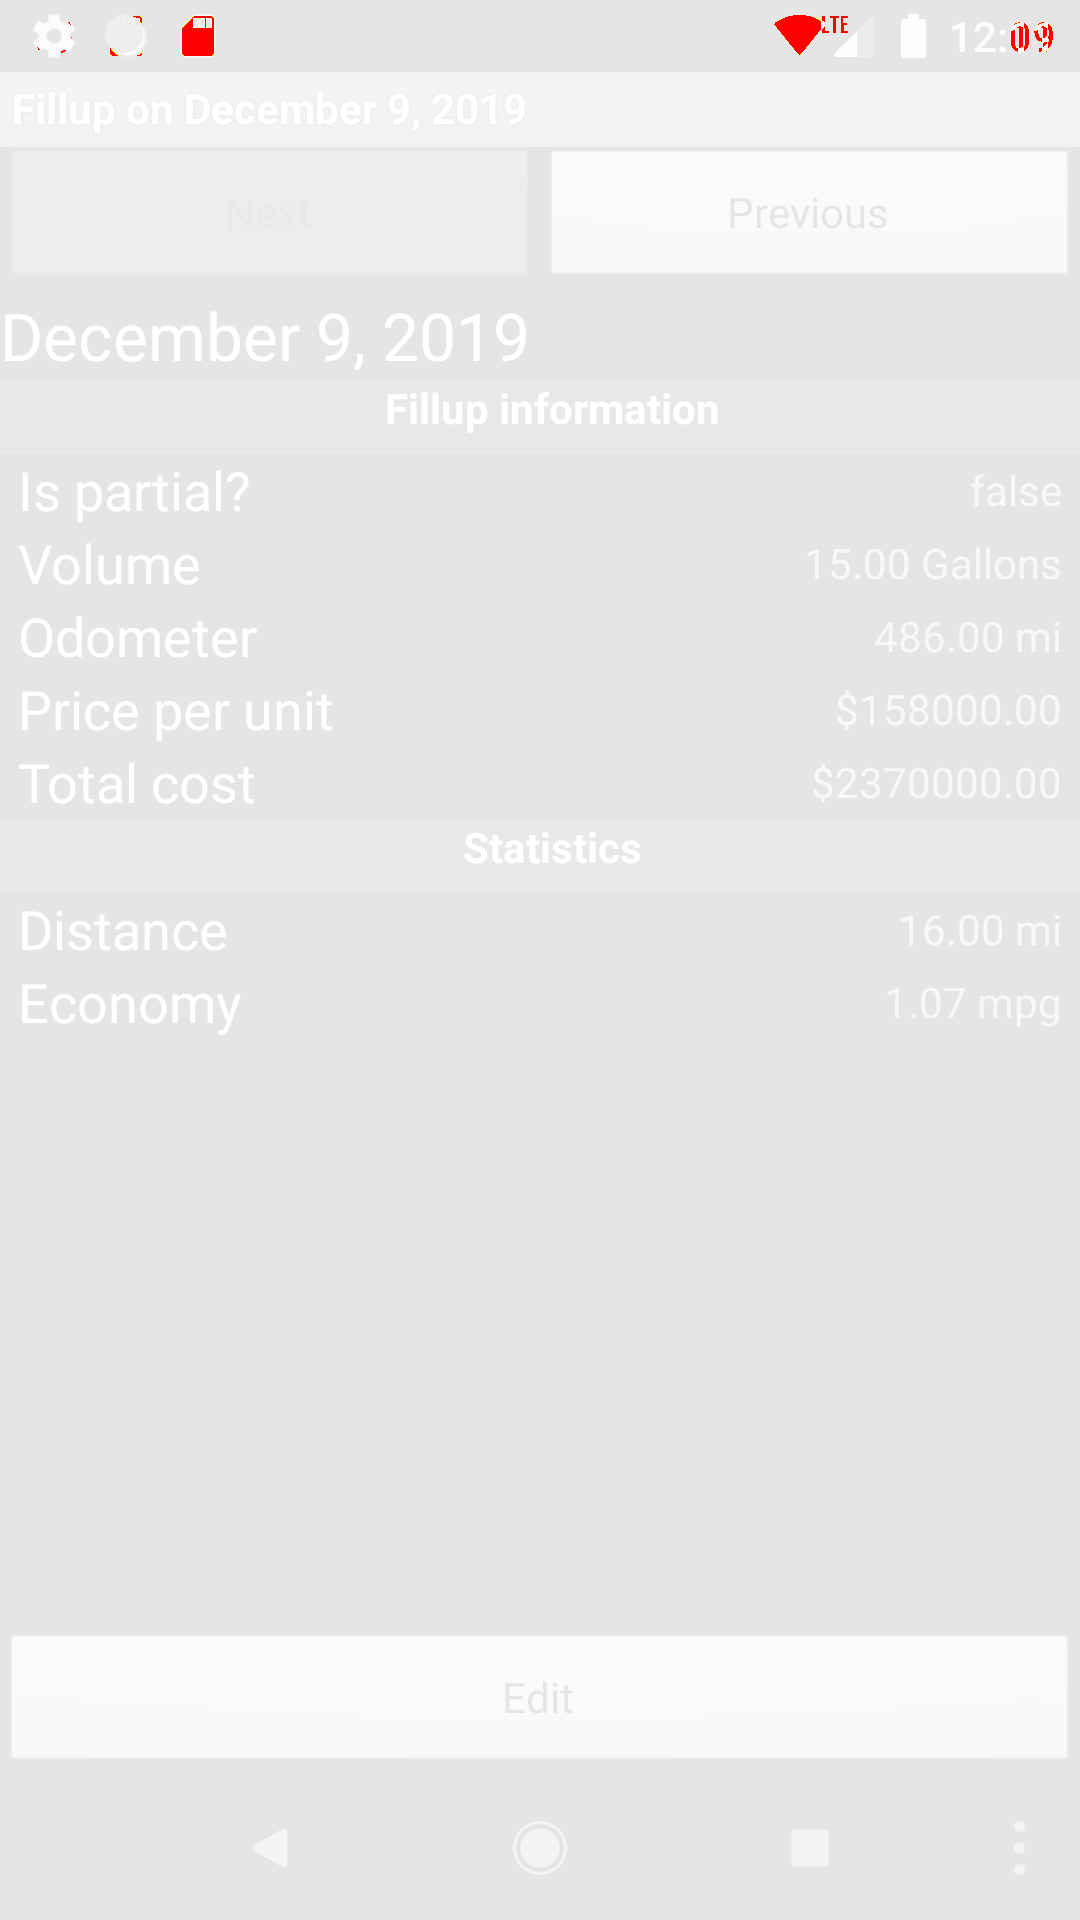 LTE 12:09
Fillup on December 9, 2019
Next Previous
December 9, 2019
Fillup information
Is partial? false
Volume 15.00 Gallons
Odometer 486.00 mi
Price per unit $158000.00
Total cost $2370000.00
Statistics
Distance 16.00 mi
Economy 1.07 mpg
Edit